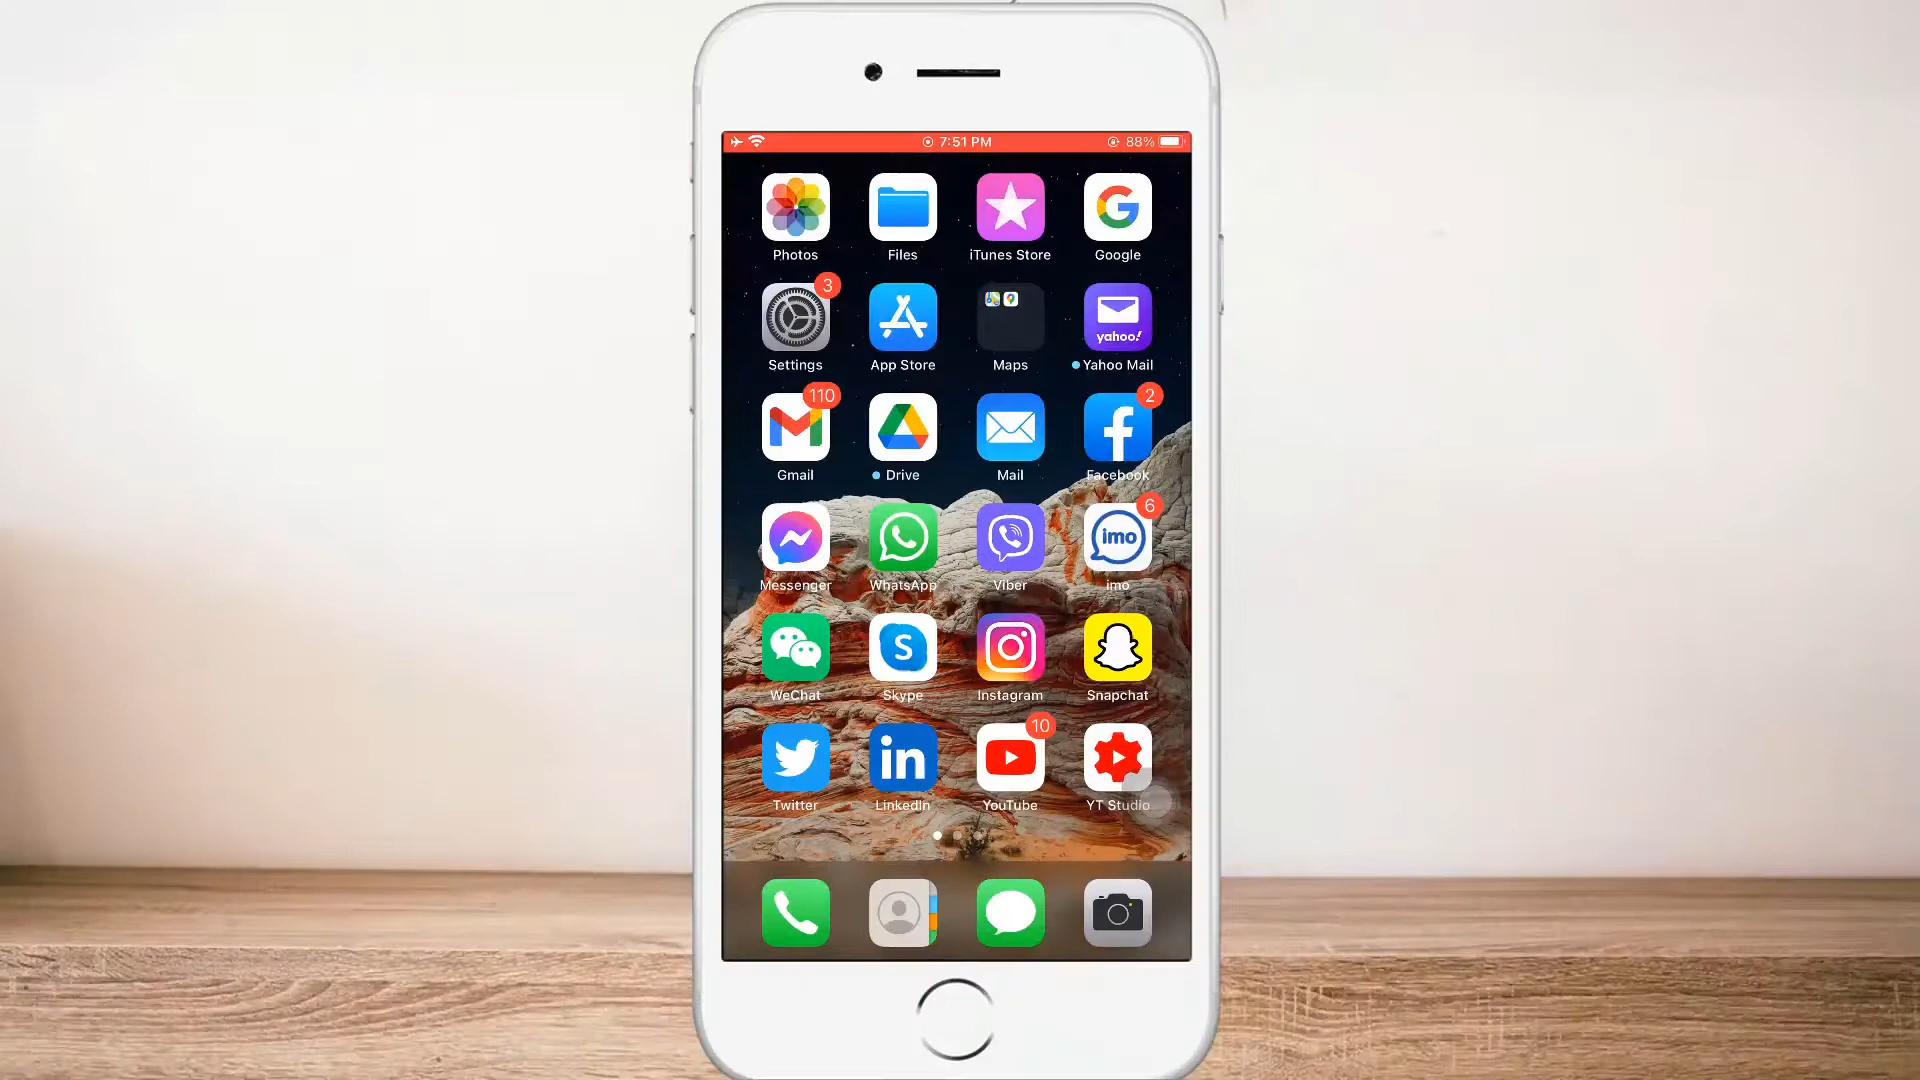 7:51 PM 88%
Photos Files iTunes Store Google
3
yahoo!
Settings App Store Maps Yahoo Mail
110 2
Gmail Drive Mail Facebook
6
imo
Messenger WhatsApp Viber imo
S
WeChat Skype Instagram Snapchat
10
in
Twitter LinkedIn YouTube YT Studio